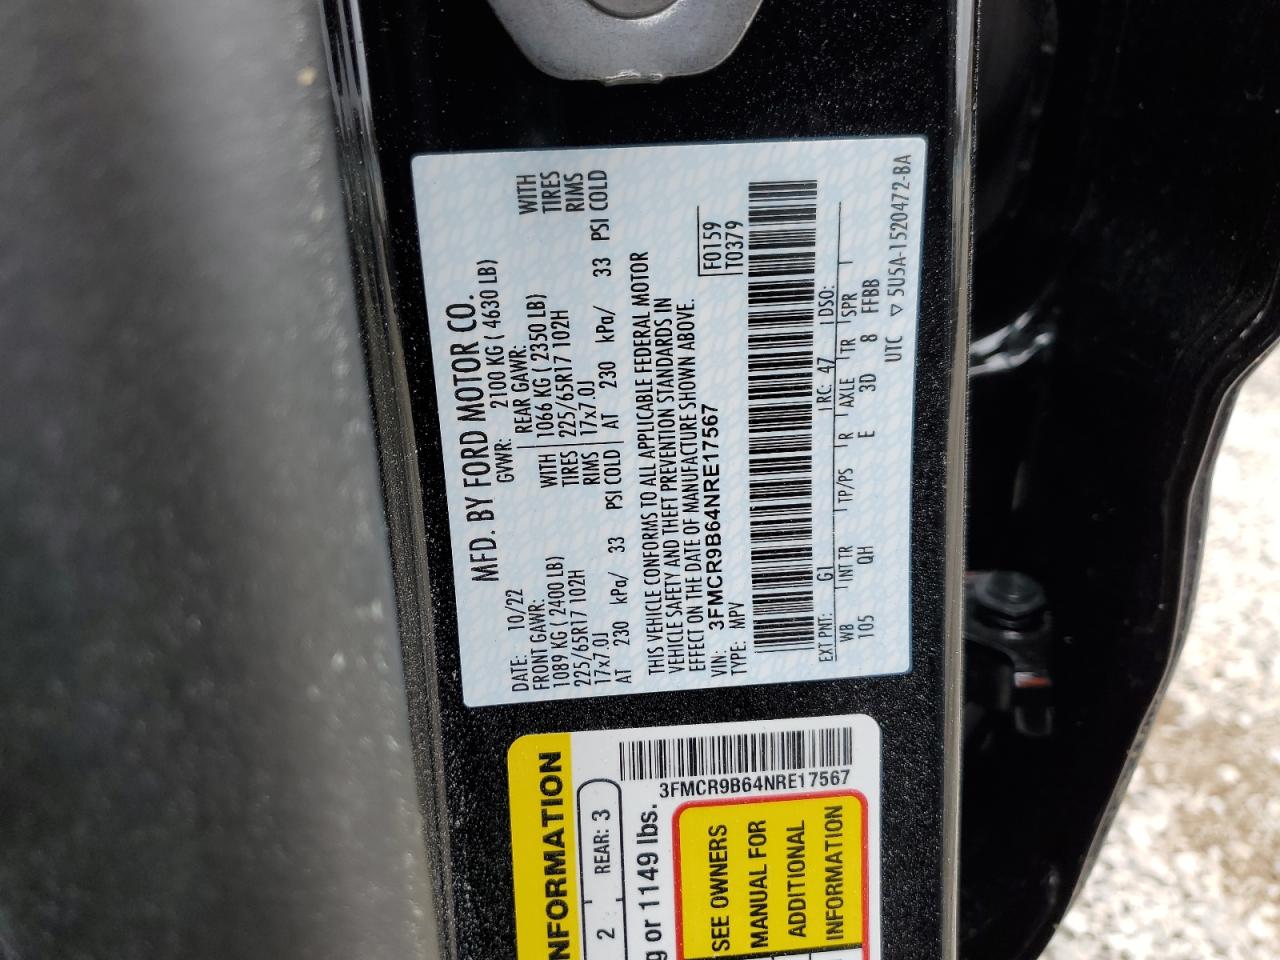 MFD. BY FORD MOTOR CO.
DATE: 10/22 GVWR: 2100 KG ( 4630 LB)
FRONT GAWR: REAR GAWR:
1089 KG ( 2400 LB) WITH 1066 KG ( 2350 LB) WITH
225/65R17 102H TIRES 225/65R17 102H TIRES
17x7.0J RIMS 17x7.0J RIMS
AT 230 kPa/ 33 PSI COLD AT 230 kPa/ 33 PSI COLD
THIS VEHICLE CONFORMS TO ALL APPLICABLE FEDERAL MOTOR
VEHICLE SAFETY AND THEFT PREVENTION STANDARDS IN
EFFECT ON THE DATE OF MANUFACTURE SHOWN ABOVE.
VIN: 3FMCR9B64NRE17567 F0159
TYPE: MPV T0379
EXT PNT: G1 RC: 47 DSO:
WB INT TR TP/PS R AXLE TR SPR
105 QH E 3D 8 FFBB
UTC ▽ 5U5A-1520472-BA
NFORMATION
2 REAR: 3
g or 1149 lbs.
3FMCR9B64NRE17567
SEE OWNERS
MANUAL FOR
ADDITIONAL
INFORMATION